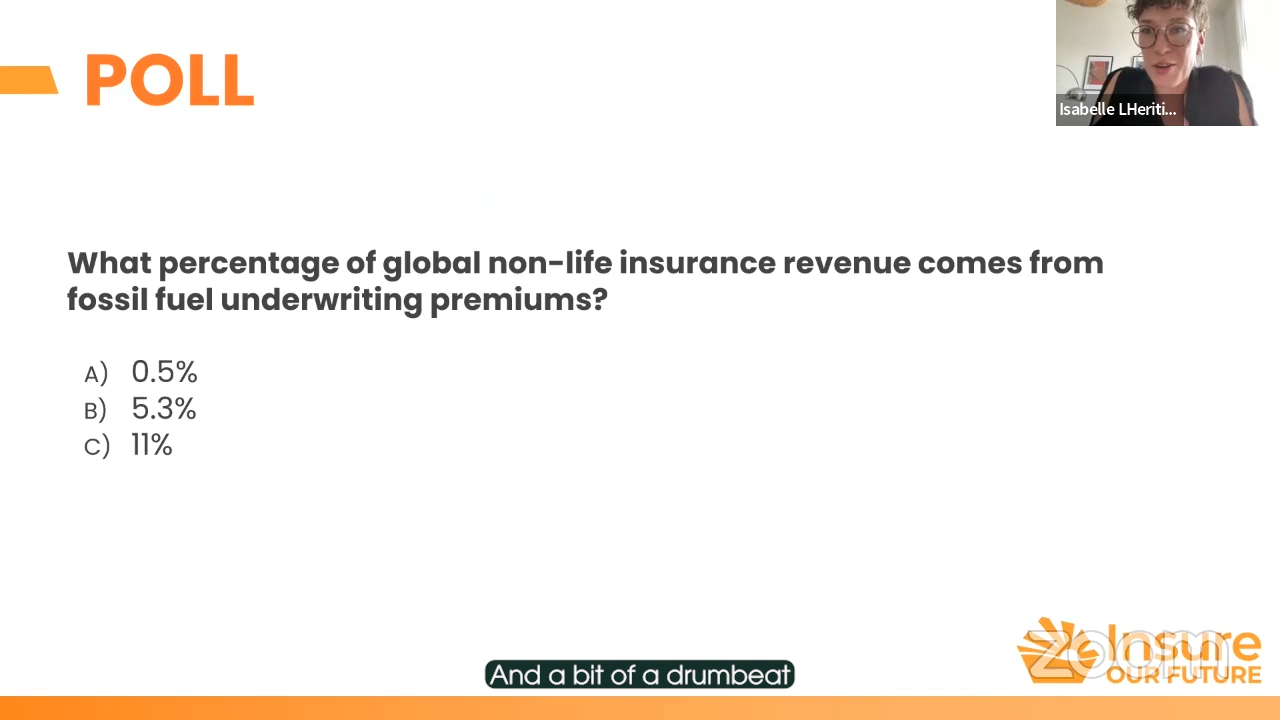 POLL
Isabelle LHeriti...
What percentage of global non-life insurance revenue comes from
fossil fuel underwriting premiums?
A) 0.5%
B) 5.3%
C) 11%
Insure
OUR FUTURE
zoom
And a bit of a drumbeat